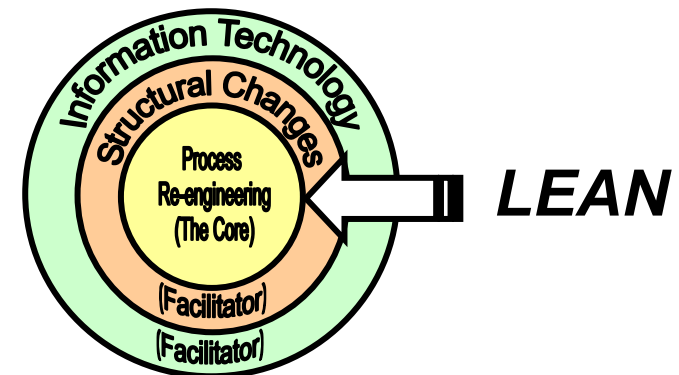 Information Technology
Structural Changes
Process
Re-engineering
(The Core)
LEAN
(Facilitator)
(Facilitator)